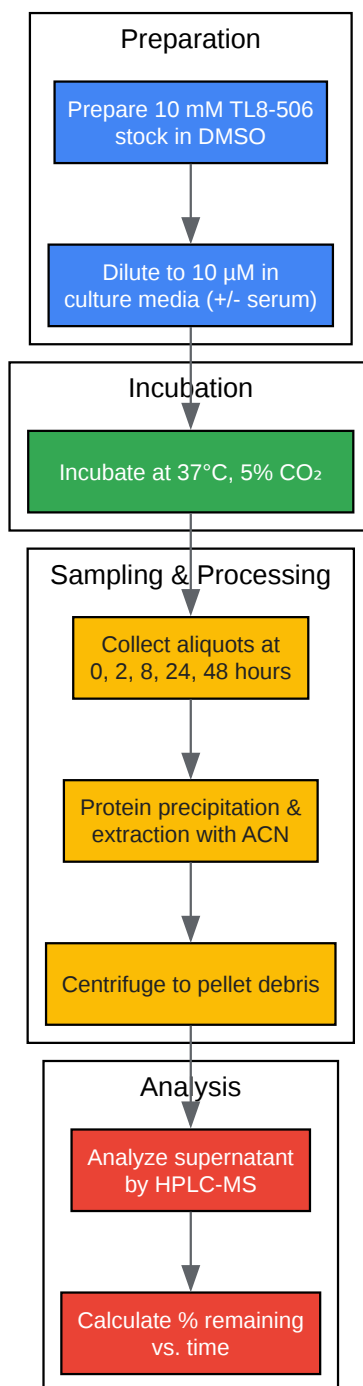 Preparation
Prepare 10 mM TL8-506
stock in DMSO
Dilute to 10 µM in
culture media (+/- serum)
Incubation
Incubate at 37°C, 5% CO₂
Sampling & Processing
Collect aliquots at
0, 2, 8, 24, 48 hours
Protein precipitation &
extraction with ACN
Centrifuge to pellet debris
Analysis
Analyze supernatant
by HPLC-MS
Calculate % remaining
vs. time